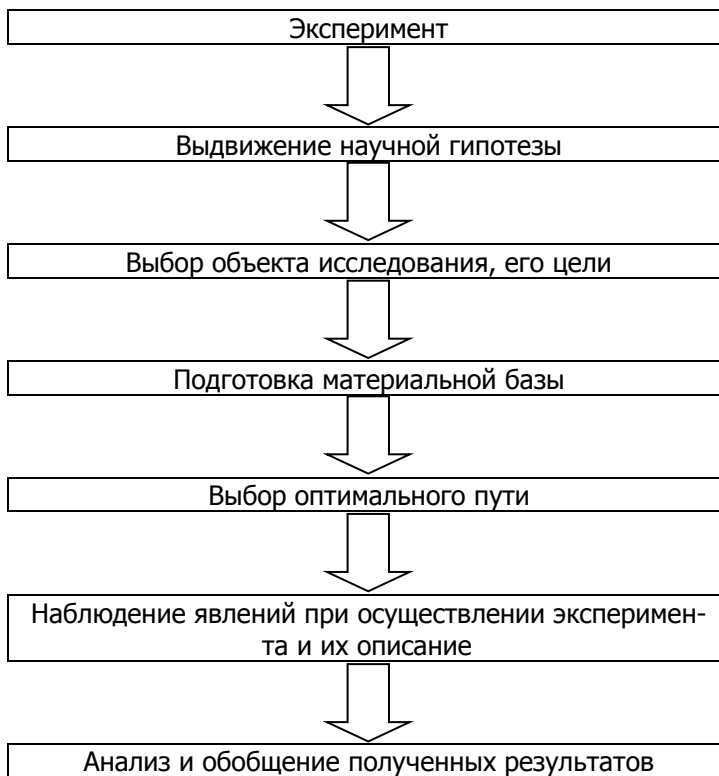 Эксперимент
Выдвижение научной гипотезы
Выбор объекта исследования, его цели
Подготовка материальной базы
Выбор оптимального пути
Наблюдение явлений при осуществлении эксперимен-
та и их описание
Анализ и обобщение полученных результатов